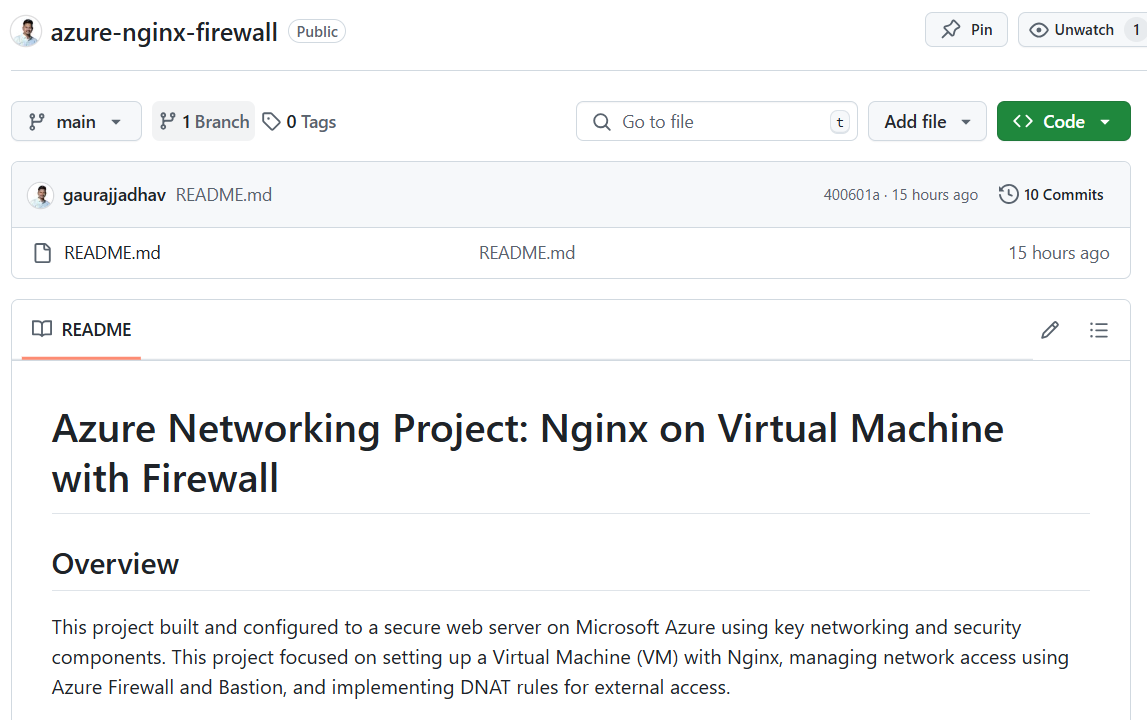 azure-nginx-firewall Public Pin Unwatch 1
main 1 Branch 0 Tags Go to file t Add file Code
gaurajjadhav README.md 400601a · 15 hours ago 10 Commits
README.md README.md 15 hours ago
README
Azure Networking Project: Nginx on Virtual Machine
with Firewall
Overview
This project built and configured to a secure web server on Microsoft Azure using key networking and security
components. This project focused on setting up a Virtual Machine (VM) with Nginx, managing network access using
Azure Firewall and Bastion, and implementing DNAT rules for external access.